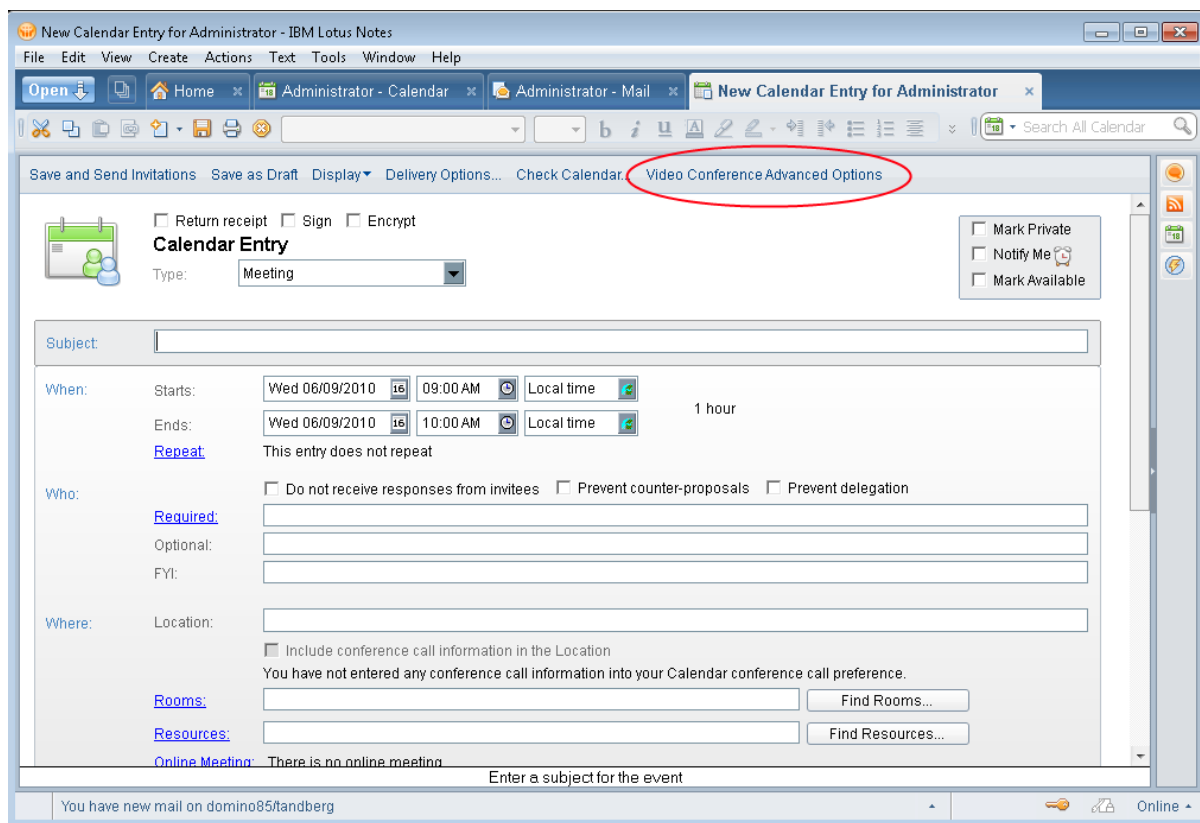 New Calendar Entry for Administrator - IBM Lotus Notes
File Edit View Create Actions Text Tools Window Help
Open Home Administrator - Calendar Administrator - Mail New Calendar Entry for Administrator
b i u A Search All Calendar
Save and Send Invitations Save as Draft Display Delivery Options... Check Calendar.. Video Conference Advanced Options
Return receipt Sign Encrypt
Calendar Entry
Type: Meeting
Mark Private
Notify Me
Mark Available
Subject:
When: Starts: Wed 06/09/2010 16 09:00 AM Local time
1 hour
Ends: Wed 06/09/2010 16 10:00 AM Local time
Repeat: This entry does not repeat
Who: Do not receive responses from invitees Prevent counter-proposals Prevent delegation
Required:
Optional:
FYI:
Where: Location:
Include conference call information in the Location
You have not entered any conference call information into your Calendar conference call preference.
Rooms: Find Rooms...
Resources: Find Resources...
Online Meeting: There is no online meeting
Enter a subject for the event
You have new mail on domino85/tandberg Online